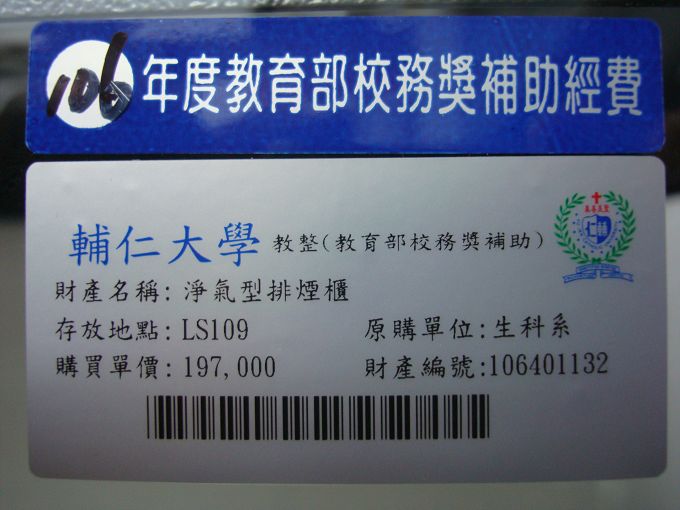 106年度教育部校務獎補助經費
輔仁大學 教整(教育部校務獎補助)
財產名稱: 淨氣型排煙櫃
存放地點: LS109 原購單位: 生科系
購買單價: 197,000 財產編號:106401132